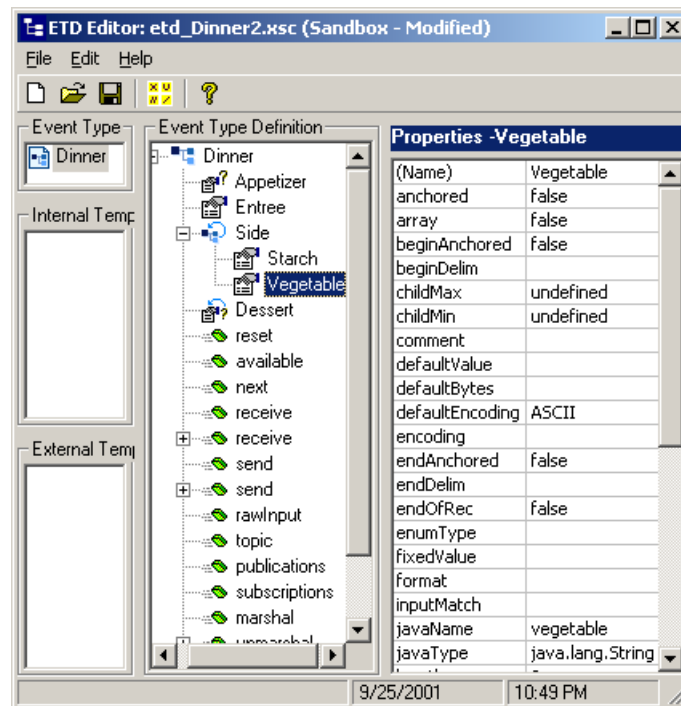 ETD Editor: etd_Dinner2.xsc (Sandbox - Modified)
File Edit Help
Event Type
Dinner
Internal Temp
External Temp
Event Type Definition
Dinner
Appetizer
Entree
Side
Starch
Vegetable
Dessert
reset
available
next
receive
receive
send
send
rawInput
topic
publications
subscriptions
marshal
unmarshal
Properties -Vegetable
(Name) Vegetable
anchored false
array false
beginAnchored false
beginDelim
childMax undefined
childMin undefined
comment
defaultValue
defaultBytes
defaultEncoding ASCII
encoding
endAnchored false
endDelim
endOfRec false
enumType
fixedValue
format
inputMatch
javaName vegetable
javaType java.lang.String
9/25/2001 10:49 PM